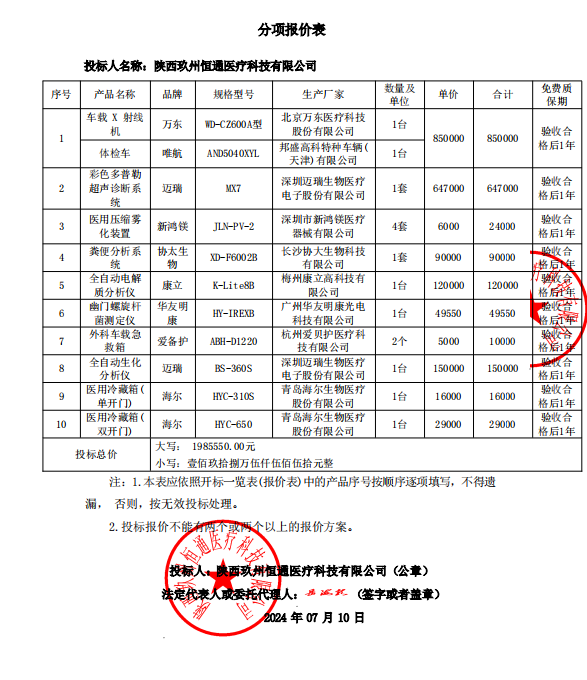 分项报价表
投标人名称：陕西玖州恒通医疗科技有限公司
序号 产品名称 品牌 规格型号 生产厂家 数量及单位 单价 合计 免费质保期
1 车载 X 射线机 万东 WD-CZ600A型 北京万东医疗科技股份有限公司 1台 850000 850000 验收合格后1年
体检车 唯航 AND5040XYL 邦盛高科特种车辆(天津)有限公司 1台
2 彩色多普勒超声诊断系统 迈瑞 MX7 深圳迈瑞生物医疗电子股份有限公司 1套 647000 647000 验收合格后1年
3 医用压缩雾化装置 新鸿镁 JLN-PV-2 深圳市新鸿镁医疗器械有限公司 4套 6000 24000 验收合格后1年
4 粪便分析系统 协太生物 XD-F6002B 长沙协大生物科技有限公司 1套 90000 90000 验收合格后1年
5 全自动电解质分析仪 康立 K-Lite8B 梅州康立高科技有限公司 1台 120000 120000 验收合格后1年
6 幽门螺旋杆菌测定仪 华友明康 HY-IREXB 广州华友明康光电科技有限公司 1台 49550 49550 验收合格后1年
7 外科车载急救箱 爱备护 ABH-D1220 杭州爱贝护医疗科技有限公司 2个 5000 10000 验收合格后1年
8 全自动生化分析仪 迈瑞 BS-360S 深圳迈瑞生物医疗电子股份有限公司 1台 150000 150000 验收合格后1年
9 医用冷藏箱(单开门) 海尔 HYC-310S 青岛海尔生物医疗股份有限公司 1台 16000 16000 验收合格后1年
10 医用冷藏箱(双开门) 海尔 HYC-650 青岛海尔生物医疗股份有限公司 1台 29000 29000 验收合格后1年
投标总价 大写： 1985550.00元
小写：壹佰玖拾捌万伍仟伍佰伍拾元整
注：1.本表应依照开标一览表(报价表)中的产品序号按顺序逐项填写，不得遗
漏， 否则，按无效投标处理。
2.投标报价不能有两个或两个以上的报价方案。
投标人：陕西玖州恒通医疗科技有限公司（公章）
法定代表人或委托代理人： （签字或者盖章）
2024 年 07 月 10 日